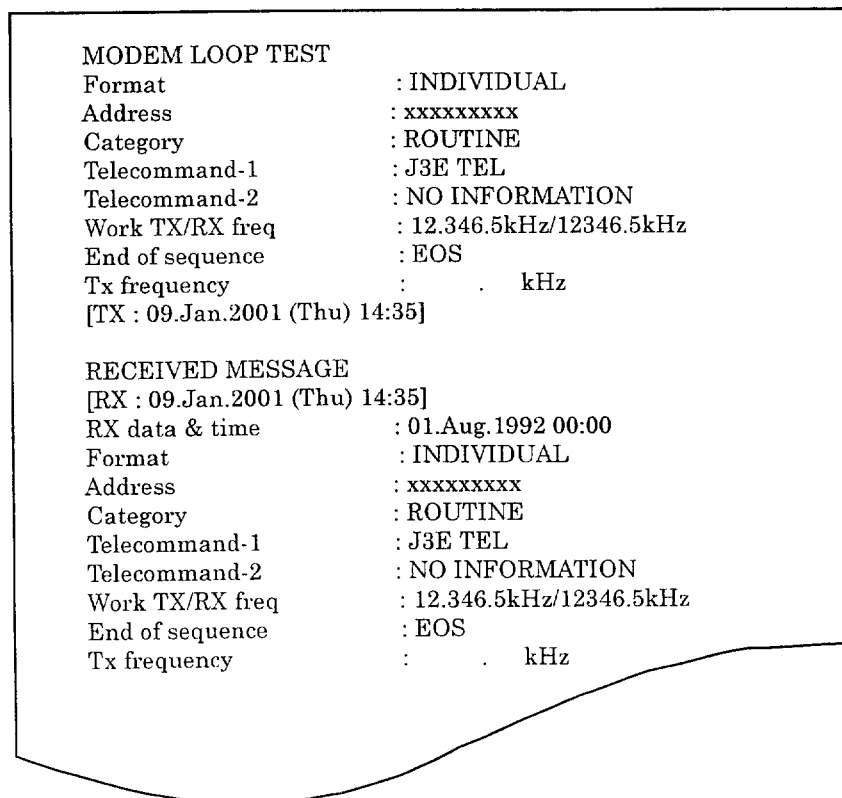 MODEM LOOP TEST
Format : INDIVIDUAL
Address : xxxxxxxxx
Category : ROUTINE
Telecommand-1 : J3E TEL
Telecommand-2 : NO INFORMATION
Work TX/RX freq : 12.346.5kHz/12346.5kHz
End of sequence : EOS
Tx frequency : . kHz
[TX : 09.Jan.2001 (Thu) 14:35]
RECEIVED MESSAGE
[RX : 09.Jan.2001 (Thu) 14:35]
RX data & time : 01.Aug.1992 00:00
Format : INDIVIDUAL
Address : xxxxxxxxx
Category : ROUTINE
Telecommand-1 : J3E TEL
Telecommand-2 : NO INFORMATION
Work TX/RX freq : 12.346.5kHz/12346.5kHz
End of sequence : EOS
Tx frequency : . kHz